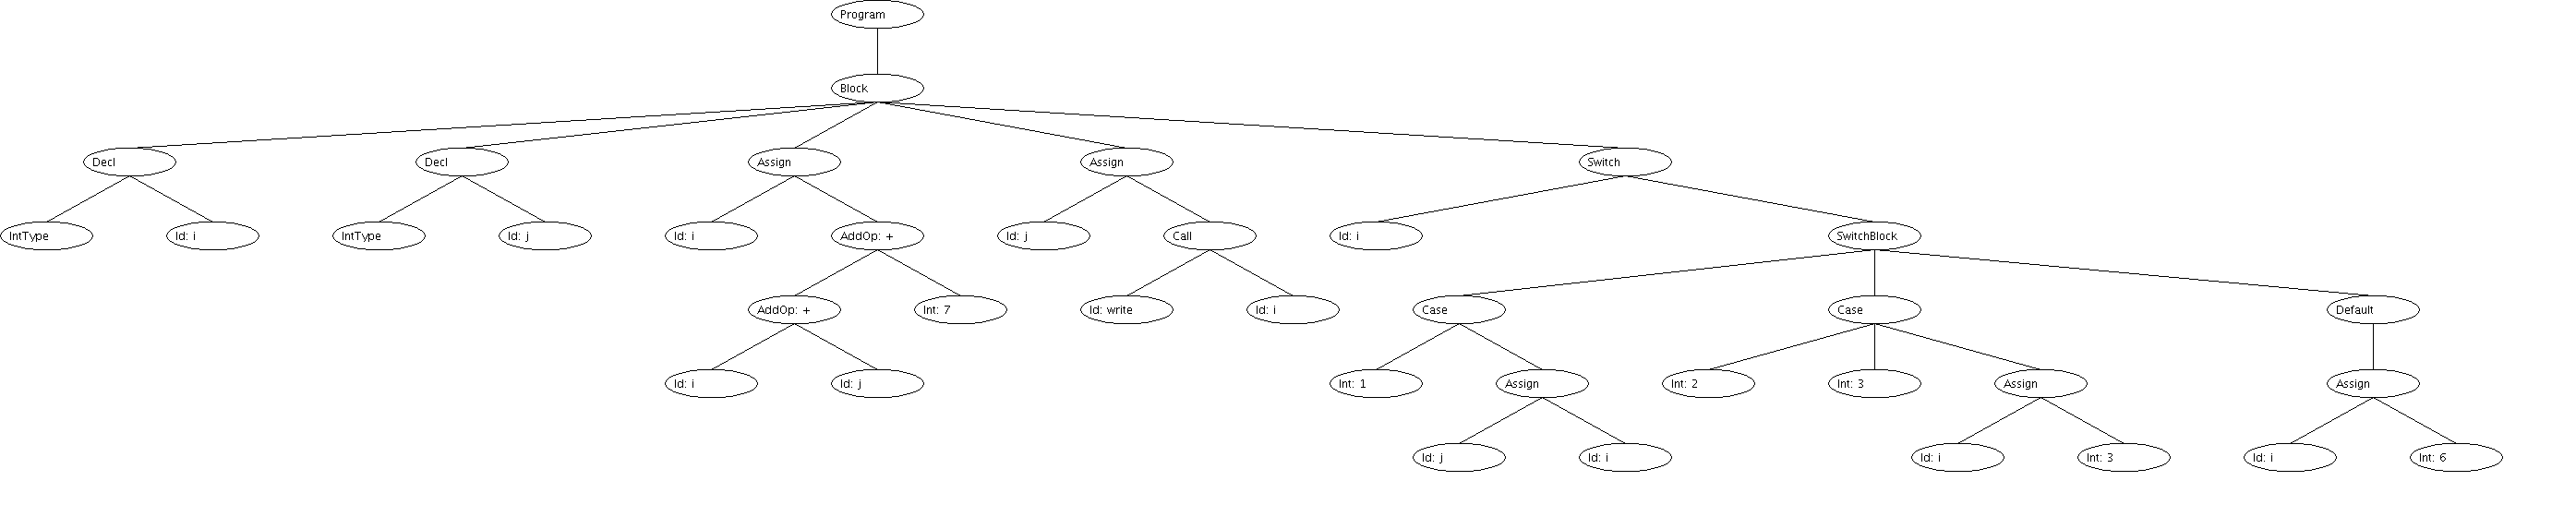 Program
Block
Decl Decl Assign Assign Switch
IntType Id: i IntType Id: j Id: i AddOp: + Id: j Call Id: i SwitchBlock
AddOp: + Int: 7 Id: write Id: i Case Case Default
Id: i Id: j Int: 1 Assign Int: 2 Int: 3 Assign Assign
Id: j Id: i Id: i Int: 3 Id: i Int: 6